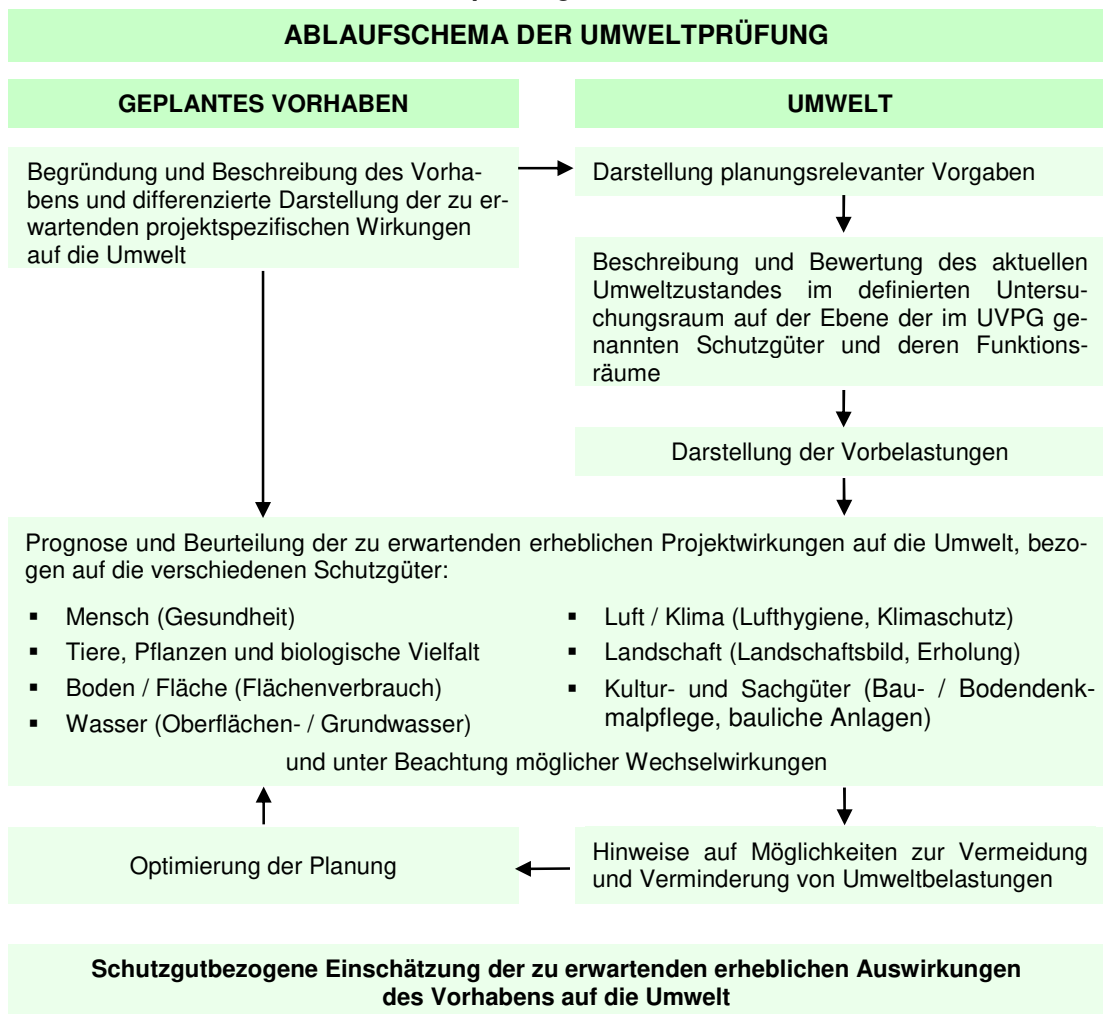 ABLAUFSCHEMA DER UMWELTPRÜFUNG
GEPLANTES VORHABEN
UMWELT
Begründung und Beschreibung des Vorha-
bens und differenzierte Darstellung der zu er-
wartenden projektspezifischen Wirkungen
auf die Umwelt
Darstellung planungsrelevanter Vorgaben
Beschreibung und Bewertung des aktuellen
Umweltzustandes im definierten Untersu-
chungsraum auf der Ebene der im UVPG ge-
nannten Schutzgüter und deren Funktions-
räume
Darstellung der Vorbelastungen
Prognose und Beurteilung der zu erwartenden erheblichen Projektwirkungen auf die Umwelt, bezo-
gen auf die verschiedenen Schutzgüter:
▪ Mensch (Gesundheit)
▪ Tiere, Pflanzen und biologische Vielfalt
▪ Boden / Fläche (Flächenverbrauch)
▪ Wasser (Oberflächen- / Grundwasser)
▪ Luft / Klima (Lufthygiene, Klimaschutz)
▪ Landschaft (Landschaftsbild, Erholung)
▪ Kultur- und Sachgüter (Bau- / Bodendenk-
malpflege, bauliche Anlagen)
und unter Beachtung möglicher Wechselwirkungen
Optimierung der Planung
Hinweise auf Möglichkeiten zur Vermeidung
und Verminderung von Umweltbelastungen
Schutzgutbezogene Einschätzung der zu erwartenden erheblichen Auswirkungen
des Vorhabens auf die Umwelt